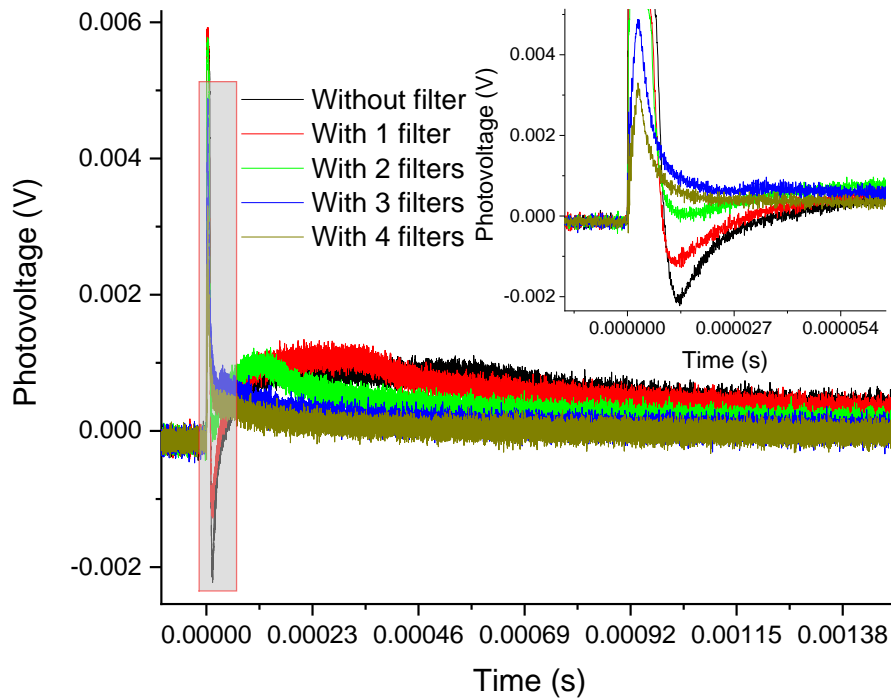 0.006
0.004
0.002
0.000
-0.002
Photovoltage (V)
0.00000
0.00023
0.00046
0.00069
0.00092
0.00115
0.00138
Time (s)
Without filter
With 1 filter
With 2 filters
With 3 filters
With 4 filters
0.004
0.002
0.000
-0.002
Photovoltage (V)
0.000000
0.000027
0.000054
Time (s)